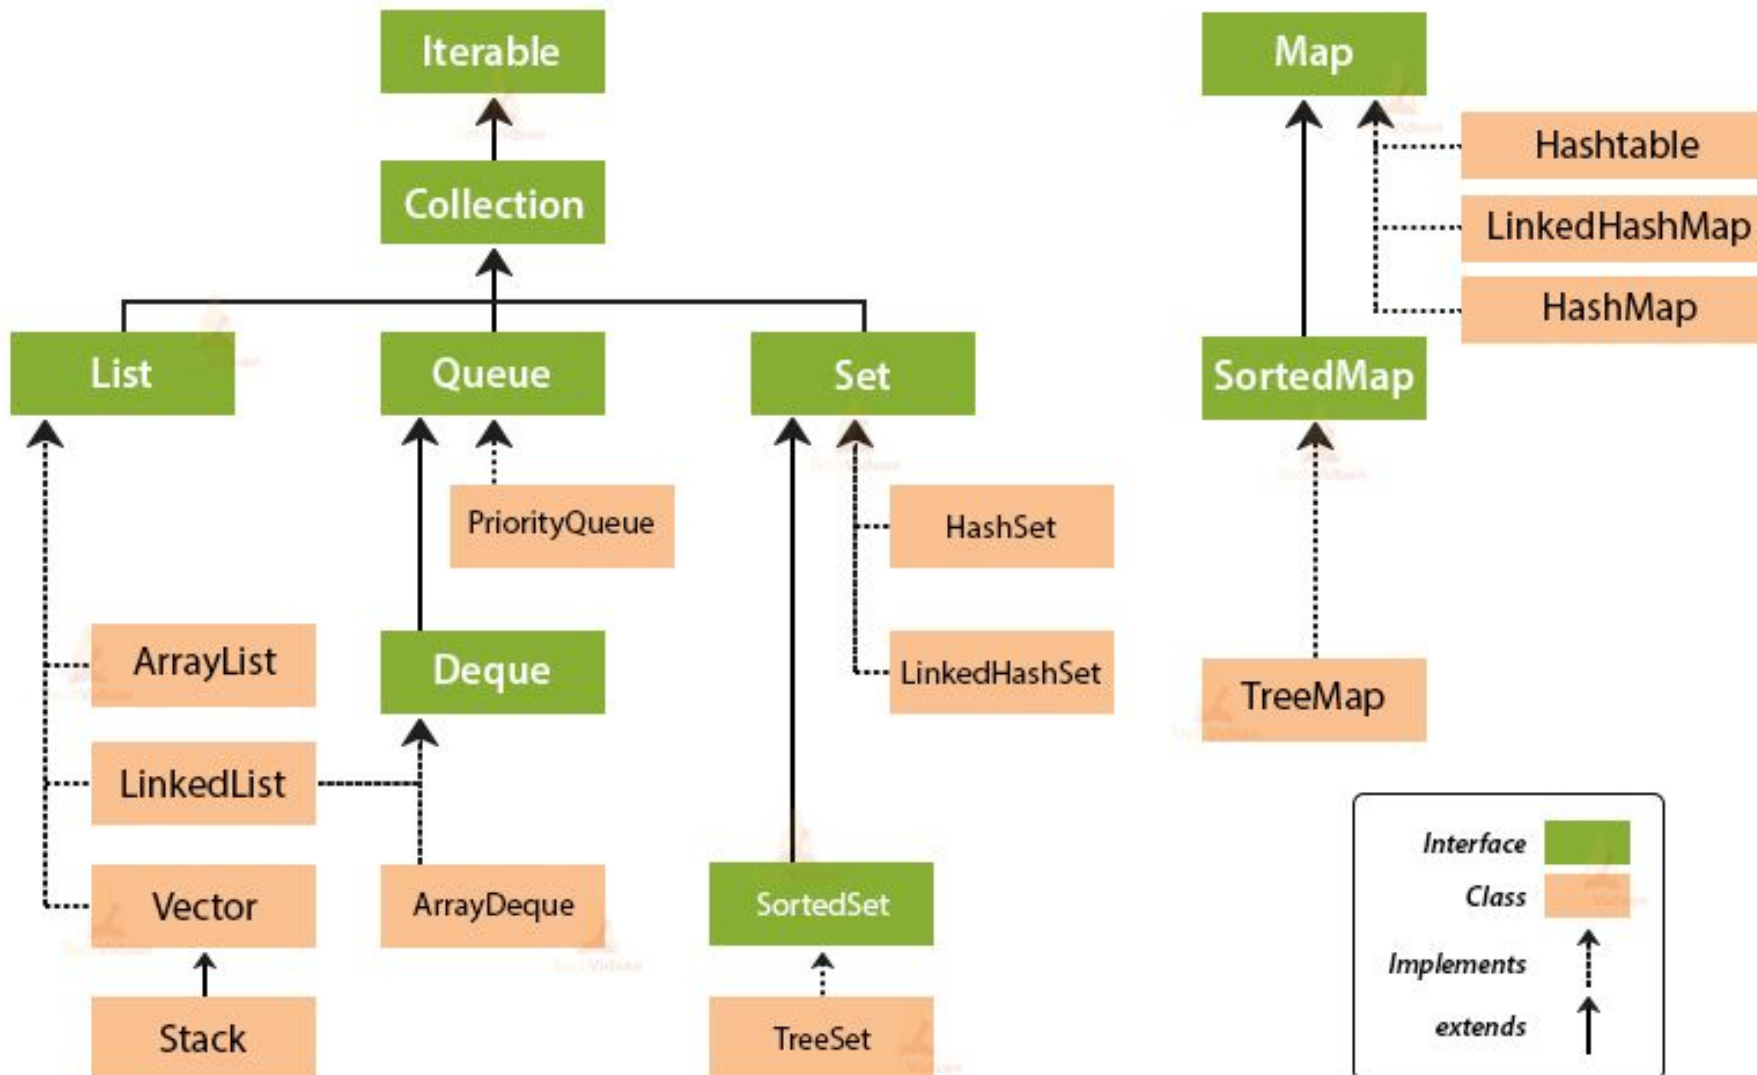 Iterable
Map
Hashtable
Collection
LinkedHashMap
HashMap
List
Queue
Set
SortedMap
PriorityQueue
HashSet
ArrayList
Deque
LinkedHashSet
TreeMap
LinkedList
Vector
ArrayDeque
SortedSet
Stack
TreeSet
Interface
Class
Implements
extends